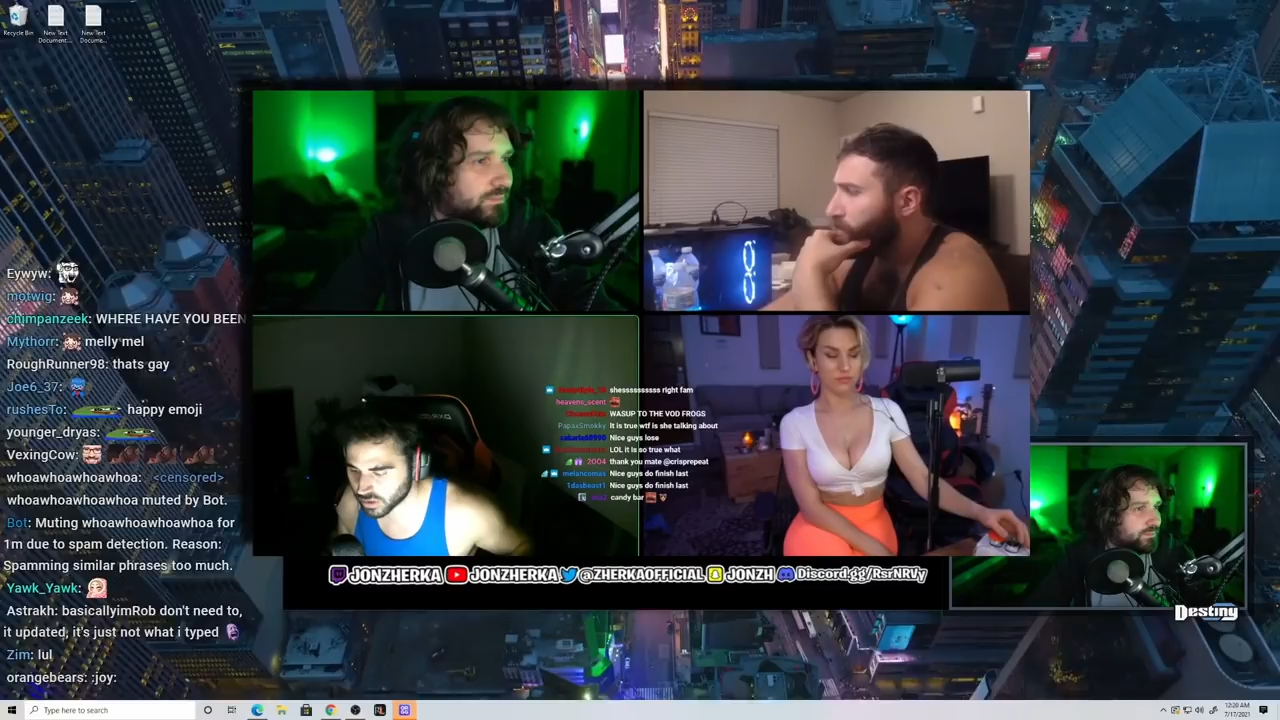 Recycle Bin
New Text
Document...
New Text
Docume...
Eywyw:
motwig:
chimpanzeek: WHERE HAVE YOU BEEN
Mythorr: melly mel
RoughRunner98: thats gay
Joe6_37:
rushesTo: happy emoji
younger_dryas:
VexingCow:
whoawhoawhoawhoa: <censored>
whoawhoawhoawhoa muted by Bot.
Bot: Muting whoawhoawhoawhoa for
1m due to spam detection. Reason:
Spamming similar phrases too much.
Yawk_Yawk:
Astrakh: basicallyimRob don't need to,
it updated, it's just not what i typed
Zim: lul
orangebears: :joy:
shesssssssss right fam
heavens_scent:
WASUP TO THE VOD FROGS
PapaxSmokky It is true wtf is she talking about
Nice guys lose
LOL it is so true what
2004 thank you mate @crisprepeat
melancomas Nice guys do finish last
1dasbeast1 Nice guys do finish last
candy bar
JONZHERKA JONZHERKA @ZHERKAOFFICIAL JONZH Discord.gg/RsrNRVy
Destiny
Type here to search
12:20 AM
7/17/2021